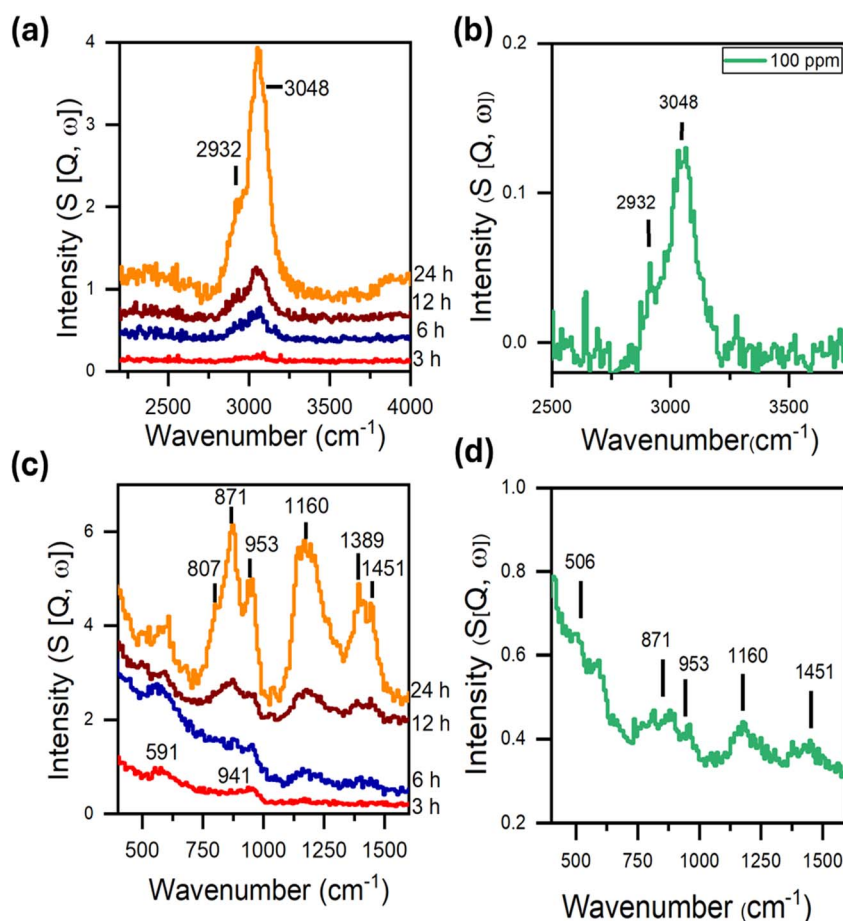 (a)
4
3
2
1
0
Intensity (S [Q, ω])
3048
2932
24 h
12 h
6 h
3 h
2500 3000 3500 4000
Wavenumber (cm-1)
(b)
0.2
0.1
0.0
Intensity (S [Q, ω])
100 ppm
3048
2932
2500 3000 3500
Wavenumber(cm-1)
(c)
6
4
2
0
Intensity (S [Q, ω])
871
1160
807
953
1389
1451
24 h
12 h
591
941
6 h
3 h
500 750 1000 1250 1500
Wavenumber (cm-1)
(d)
1.0
0.8
0.6
0.4
0.2
Intensity (S[Q, ω])
506
871
953
1160
1451
500 750 1000 1250 1500
Wavenumber (cm-1)